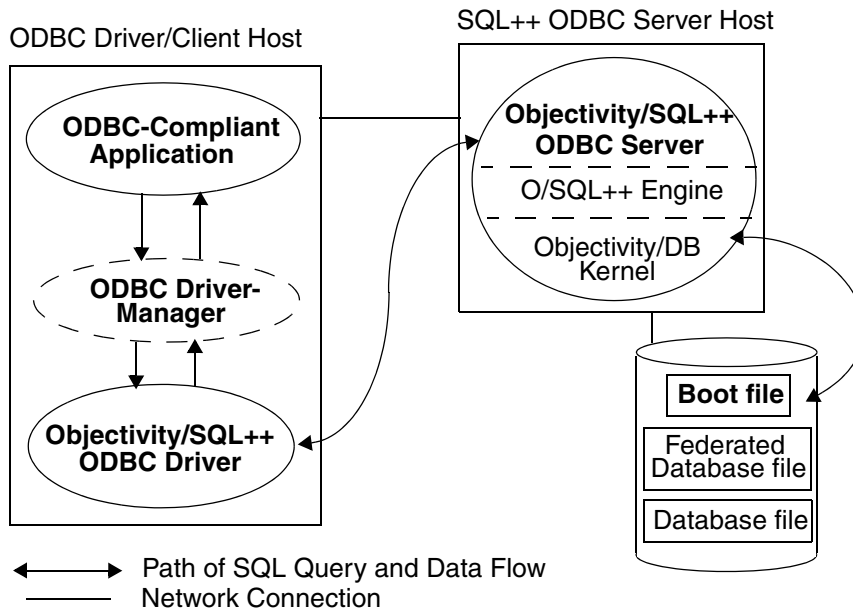 ODBC Driver/Client Host
ODBC-Compliant
Application
ODBC Driver-
Manager
Objectivity/SQL++
ODBC Driver
SQL++ ODBC Server Host
Objectivity/SQL++
ODBC Server
O/SQL++ Engine
Objectivity/DB
Kernel
Boot file
Federated
Database file
Database file
Path of SQL Query and Data Flow
Network Connection